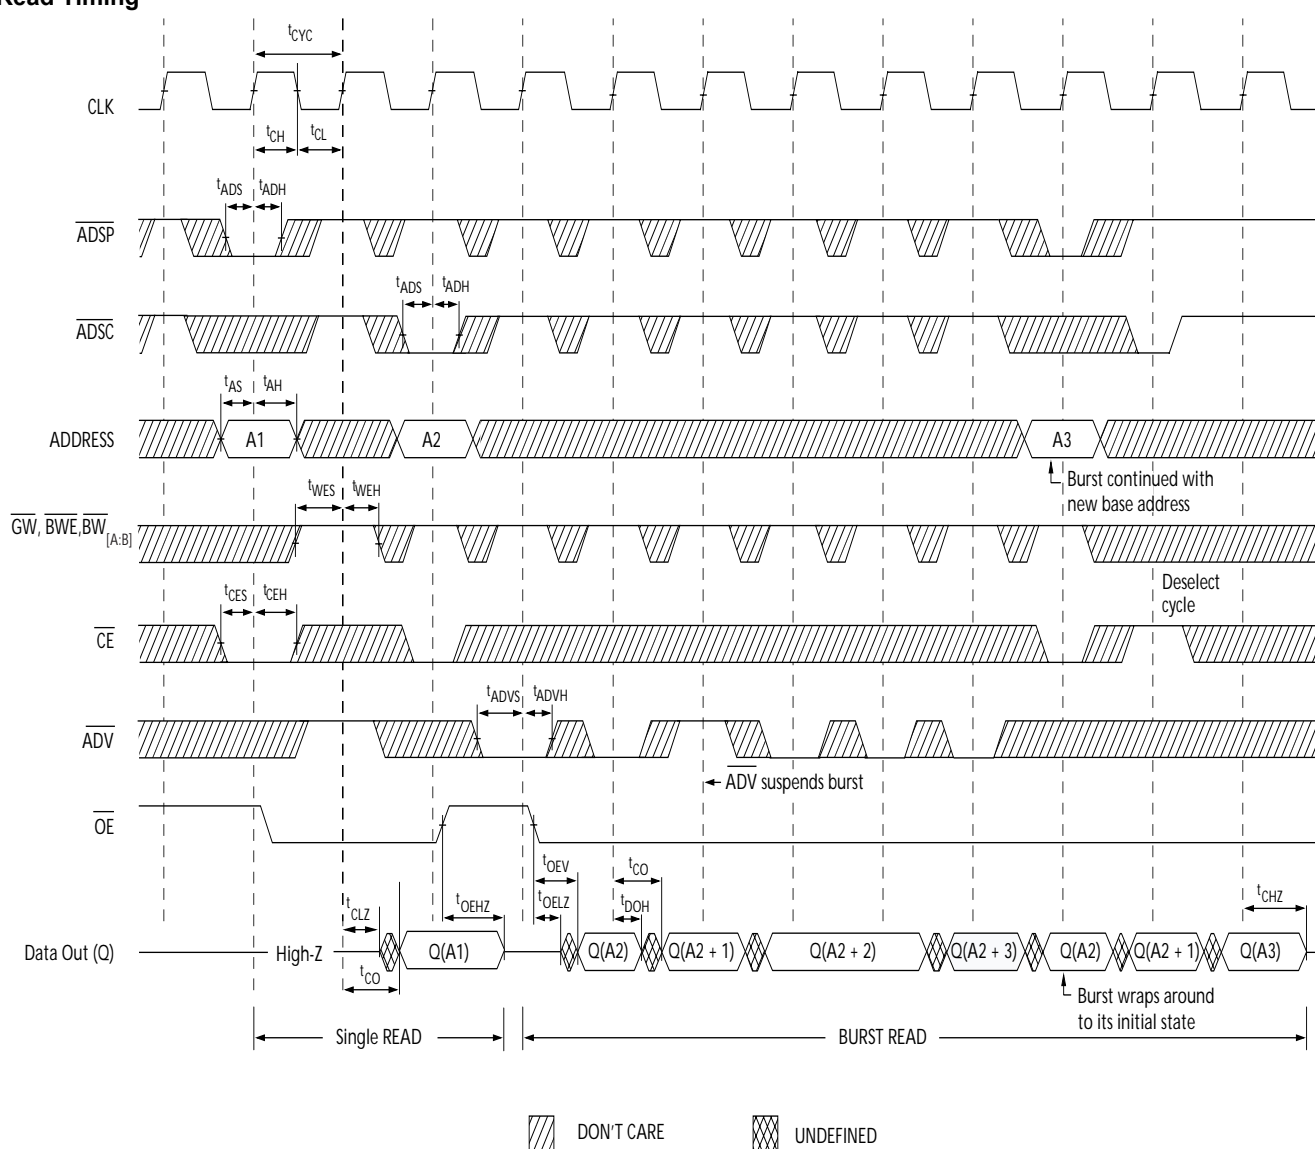 Read Timing
tCYC
CLK
tCH
tCL
tADS
tADH
ADSP
tADS
tADH
ADSC
tAS
tAH
ADDRESS
A1
A2
A3
Burst continued with
new base address
tWES
tWEH
GW, BWE,BW[A:B]
Deselect
cycle
tCES
tCEH
CE
tADVS
tADVH
ADV
ADV suspends burst
OE
tOEV
tCO
tCLZ
tOEHZ
tOELZ
tDOH
tCHZ
Data Out (Q)
High-Z
Q(A1)
Q(A2)
Q(A2 + 1)
Q(A2 + 2)
Q(A2 + 3)
Q(A2)
Q(A2 + 1)
Q(A3)
tCO
Burst wraps around
to its initial state
Single READ
BURST READ
DON'T CARE
UNDEFINED